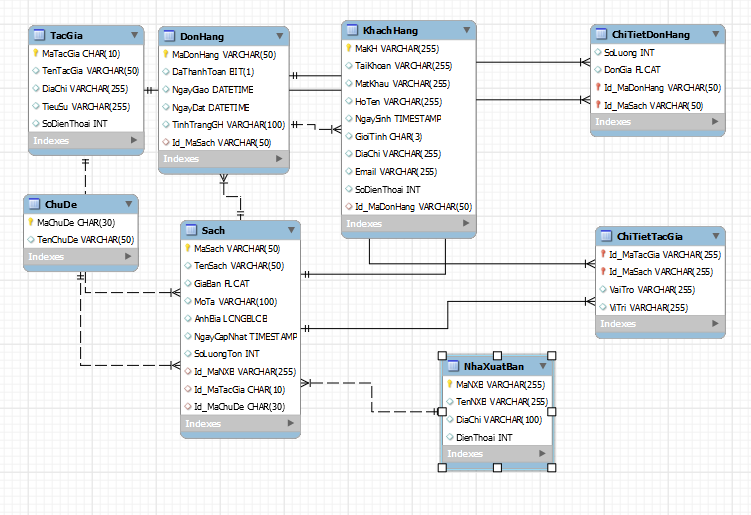 TacGia
MaTacGia CHAR(10)
TenTacGia VARCHAR(50)
DiaChi VARCHAR(255)
TieuSu VARCHAR(255)
SoDienThoai INT
Indexes
DonHang
MaDonHang VARCHAR(50)
DaThanhToan BIT(1)
NgayGao DATETIME
NgayDat DATETIME
TinhTrangGH VARCHAR(100)
Id_MaSach VARCHAR(50)
Indexes
KhachHang
MaKH VARCHAR(255)
TaiKhoan VARCHAR(255)
MatKhau VARCHAR(255)
HoTen VARCHAR(255)
NgaySinh TIMESTAMP
GioiTinh CHAR(3)
DiaChi VARCHAR(255)
Email VARCHAR(255)
SoDienThoai INT
Id_MaDonHang VARCHAR(50)
Indexes
ChiTietDonHang
SoLuong INT
DonGia FLOAT
Id_MaDonHang VARCHAR(50)
Id_MaSach VARCHAR(50)
Indexes
ChuDe
MaChuDe CHAR(30)
TenChuDe VARCHAR(50)
Indexes
Sach
MaSach VARCHAR(50)
TenSach VARCHAR(50)
GiaBan FLOAT
MoTa VARCHAR(100)
AnhBia LONGBLOB
NgayCapNhat TIMESTAMP
SoLuongTon INT
Id_MaNXB VARCHAR(255)
Id_MaTacGia CHAR(10)
Id_MaChuDe CHAR(30)
Indexes
ChiTietTacGia
Id_MaTacGia VARCHAR(255)
Id_MaSach VARCHAR(255)
VaiTro VARCHAR(255)
ViTri VARCHAR(255)
Indexes
NhaXuatBan
MaNXB VARCHAR(255)
TenNXB VARCHAR(255)
DiaChi VARCHAR(100)
DienThoai INT
Indexes